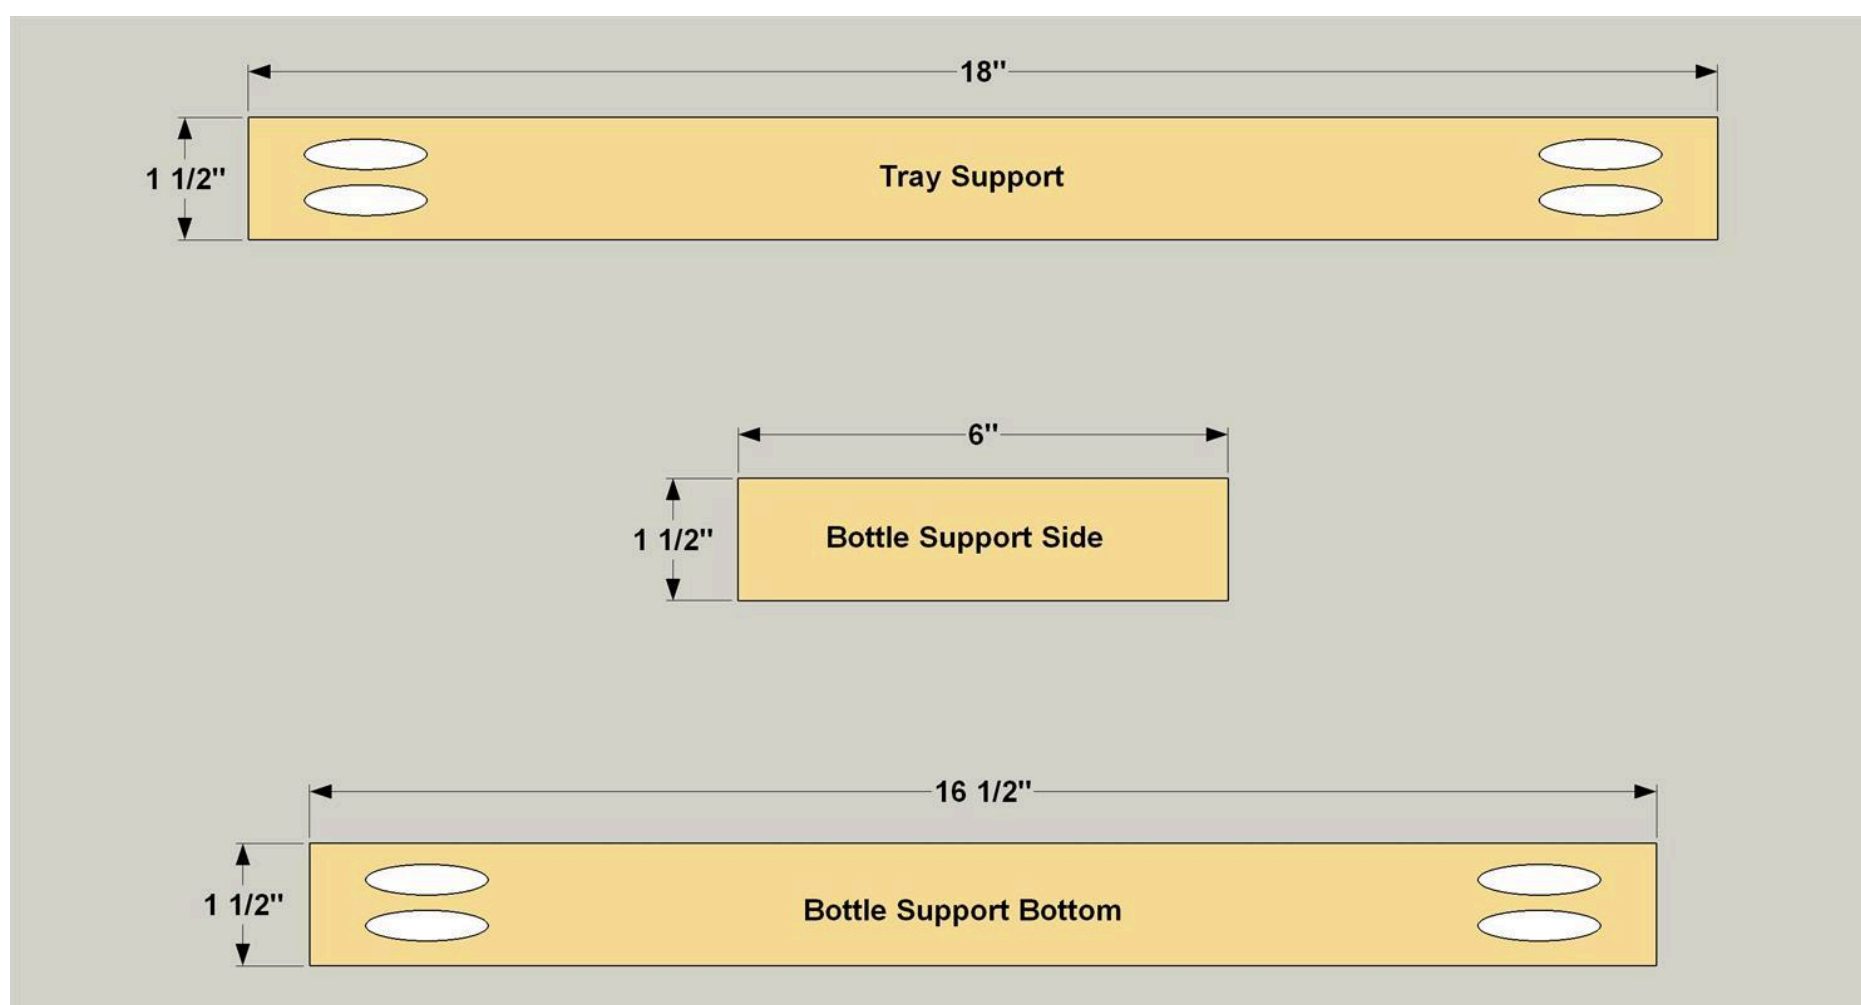 18"
1 1/2"
Tray Support
6"
1 1/2"
Bottle Support Side
16 1/2"
1 1/2"
Bottle Support Bottom